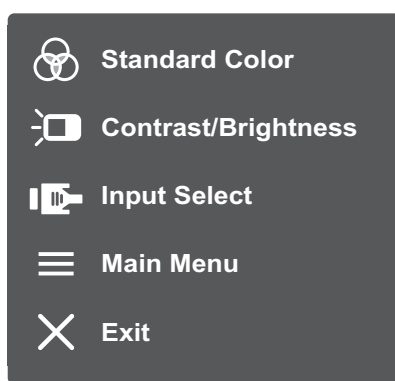 Standard Color
Contrast/Brightness
Input Select
Main Menu
Exit